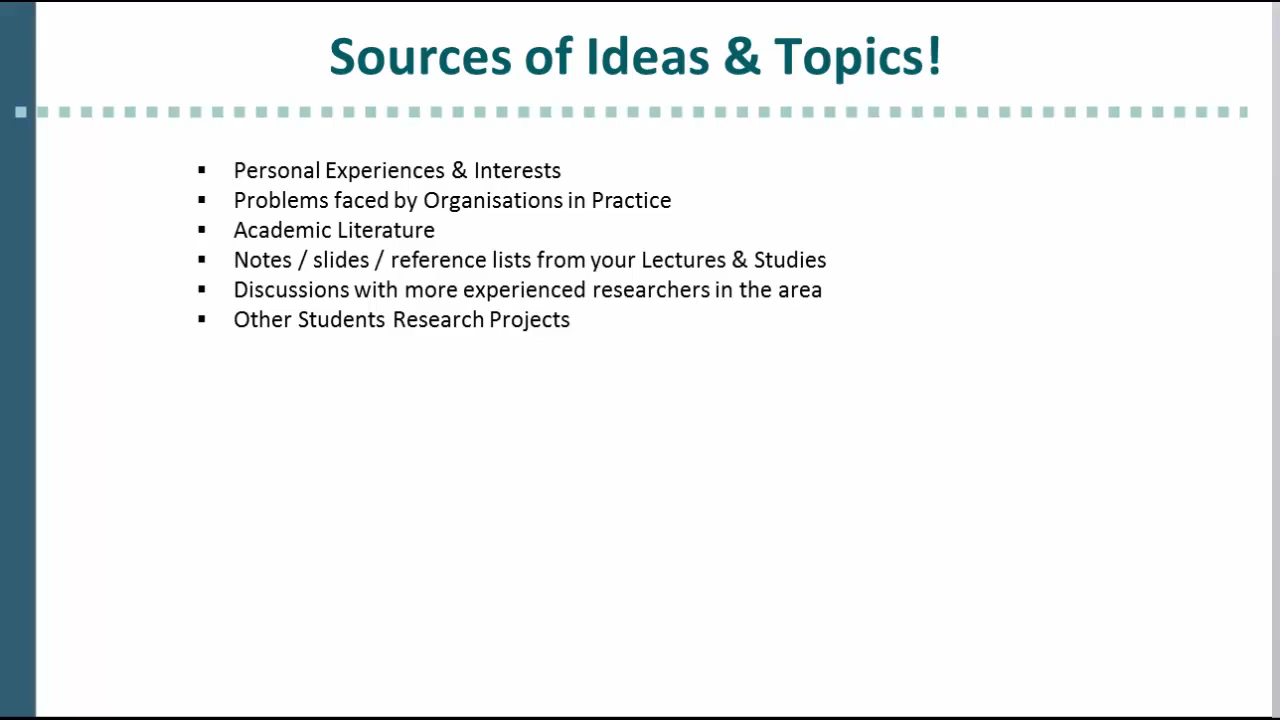 Sources of Ideas & Topics!
▪ Personal Experiences & Interests
▪ Problems faced by Organisations in Practice
▪ Academic Literature
▪ Notes / slides / reference lists from your Lectures & Studies
▪ Discussions with more experienced researchers in the area
▪ Other Students Research Projects